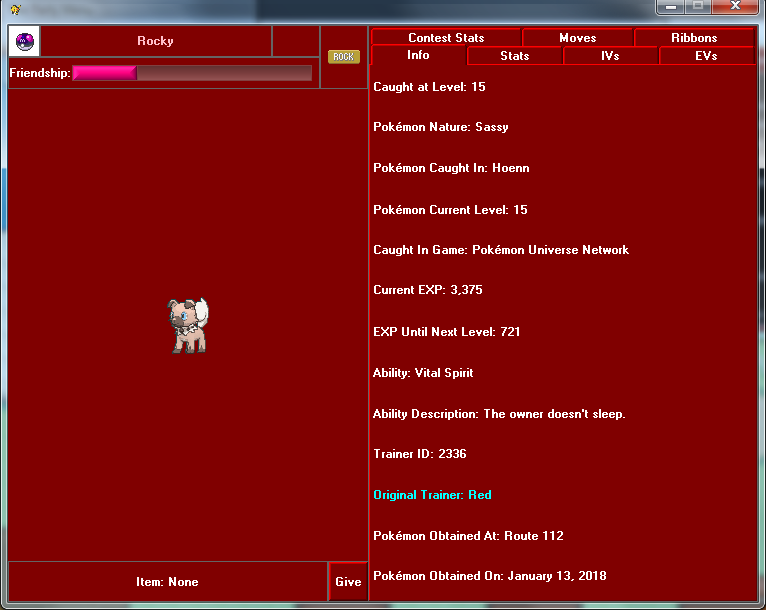 Rocky
Friendship:
ROCK
Contest Stats
Moves
Ribbons
Info
Stats
IVs
EVs
Caught at Level: 15
Pokémon Nature: Sassy
Pokémon Caught In: Hoenn
Pokémon Current Level: 15
Caught In Game: Pokémon Universe Network
Current EXP: 3,375
EXP Until Next Level: 721
Ability: Vital Spirit
Ability Description: The owner doesn't sleep.
Trainer ID: 2336
Original Trainer: Red
Pokémon Obtained At: Route 112
Pokémon Obtained On: January 13, 2018
Item: None
Give